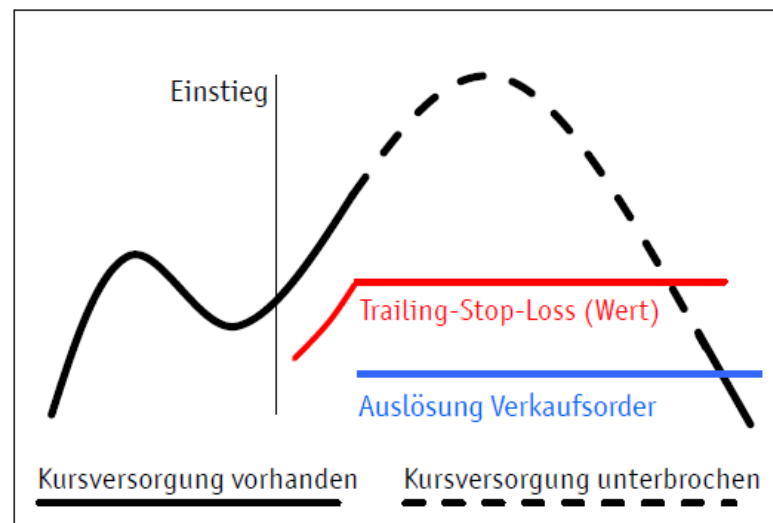 Einstieg
Trailing-Stop-Loss (Wert)
Auslösung Verkaufsorder
Kursversorgung vorhanden
Kursversorgung unterbrochen